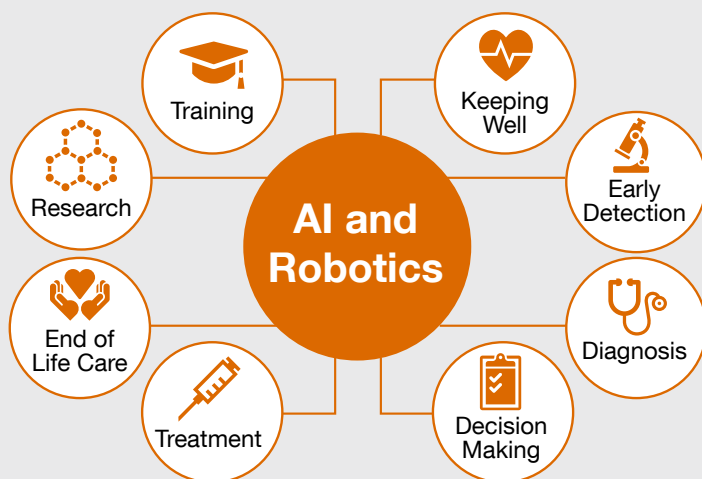 AI and
Robotics
Keeping
Well
Early
Detection
Diagnosis
Decision
Making
Treatment
End of
Life Care
Research
Training